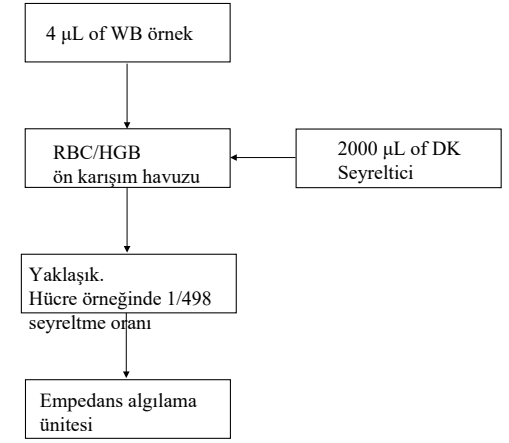 4 μL of WB örnek
RBC/HGB
ön karışım havuzu
2000 μL of DK
Seyreltici
Yaklaşık.
Hücre örneğinde 1/498
seyreltme oranı
Empedans algılama
ünitesi